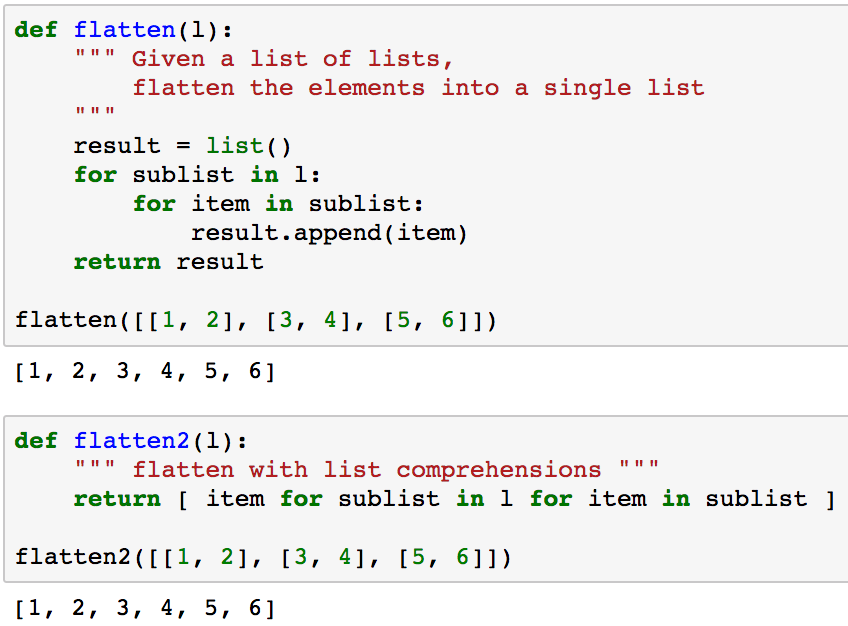 def flatten(l):
    """ Given a list of lists,
        flatten the elements into a single list
    """
    result = list()
    for sublist in l:
        for item in sublist:
            result.append(item)
    return result

flatten([[1, 2], [3, 4], [5, 6]])
[1, 2, 3, 4, 5, 6]
def flatten2(l):
    """ flatten with list comprehensions """
    return [ item for sublist in l for item in sublist ]

flatten2([[1, 2], [3, 4], [5, 6]])
[1, 2, 3, 4, 5, 6]